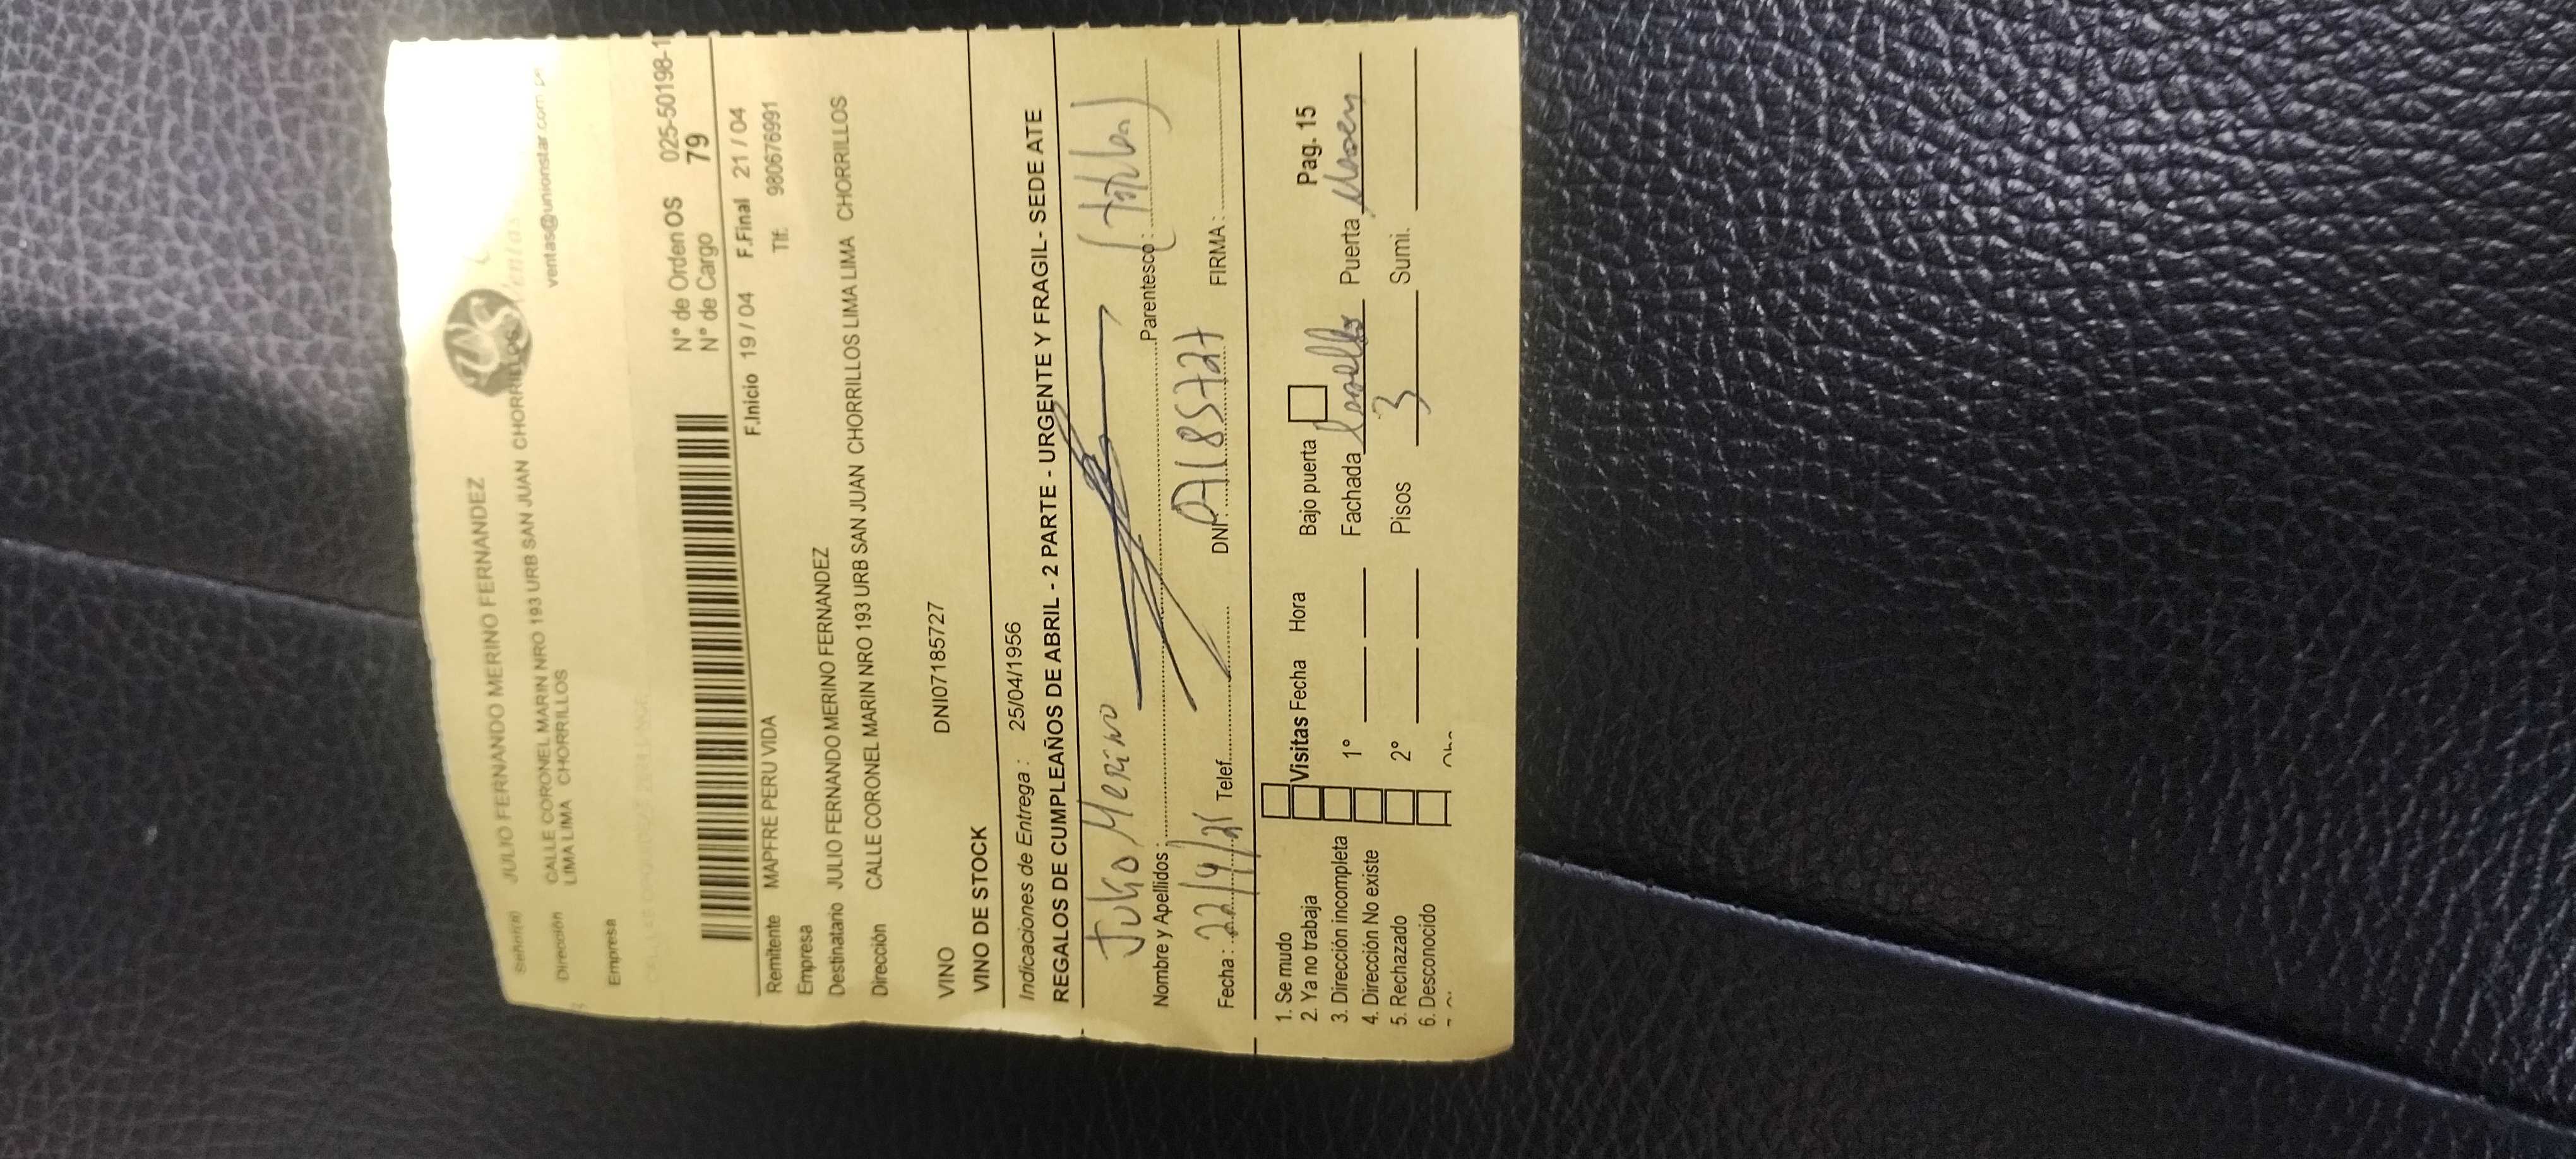 Señor(a) JULIO FERNANDO MERINO FERNANDEZ
Dirección CALLE CORONEL MARIN NRO 193 URB SAN JUAN CHORRILLOS
LIMA LIMA CHORRILLOS
ventas@unionstar.com.pe
Empresa
N° de Orden OS 025-50198-1
N° de Cargo 79
F.Inicio 19 / 04 F.Final 21 / 04
Remitente MAPFRE PERU VIDA Tlf: 980676991
Empresa
Destinatario JULIO FERNANDO MERINO FERNANDEZ
Dirección CALLE CORONEL MARIN NRO 193 URB SAN JUAN CHORRILLOS LIMA LIMA CHORRILLOS
VINO DNI07185727
VINO DE STOCK
Indicaciones de Entrega : 25/04/1956
REGALOS DE CUMPLEAÑOS DE ABRIL - 2 PARTE - URGENTE Y FRAGIL- SEDE ATE
Julio Merino
Nombre y Apellidos : Parentesco :
Fecha : 22/4/21 Telef. DNI: FIRMA :
1. Se mudo
2. Ya no trabaja Visitas Fecha Hora Bajo puerta Pag. 15
3. Dirección incompleta 1° Fachada Puerta
4. Dirección No existe
5. Rechazado 2° Pisos 3 Sumi.
6. Desconocido